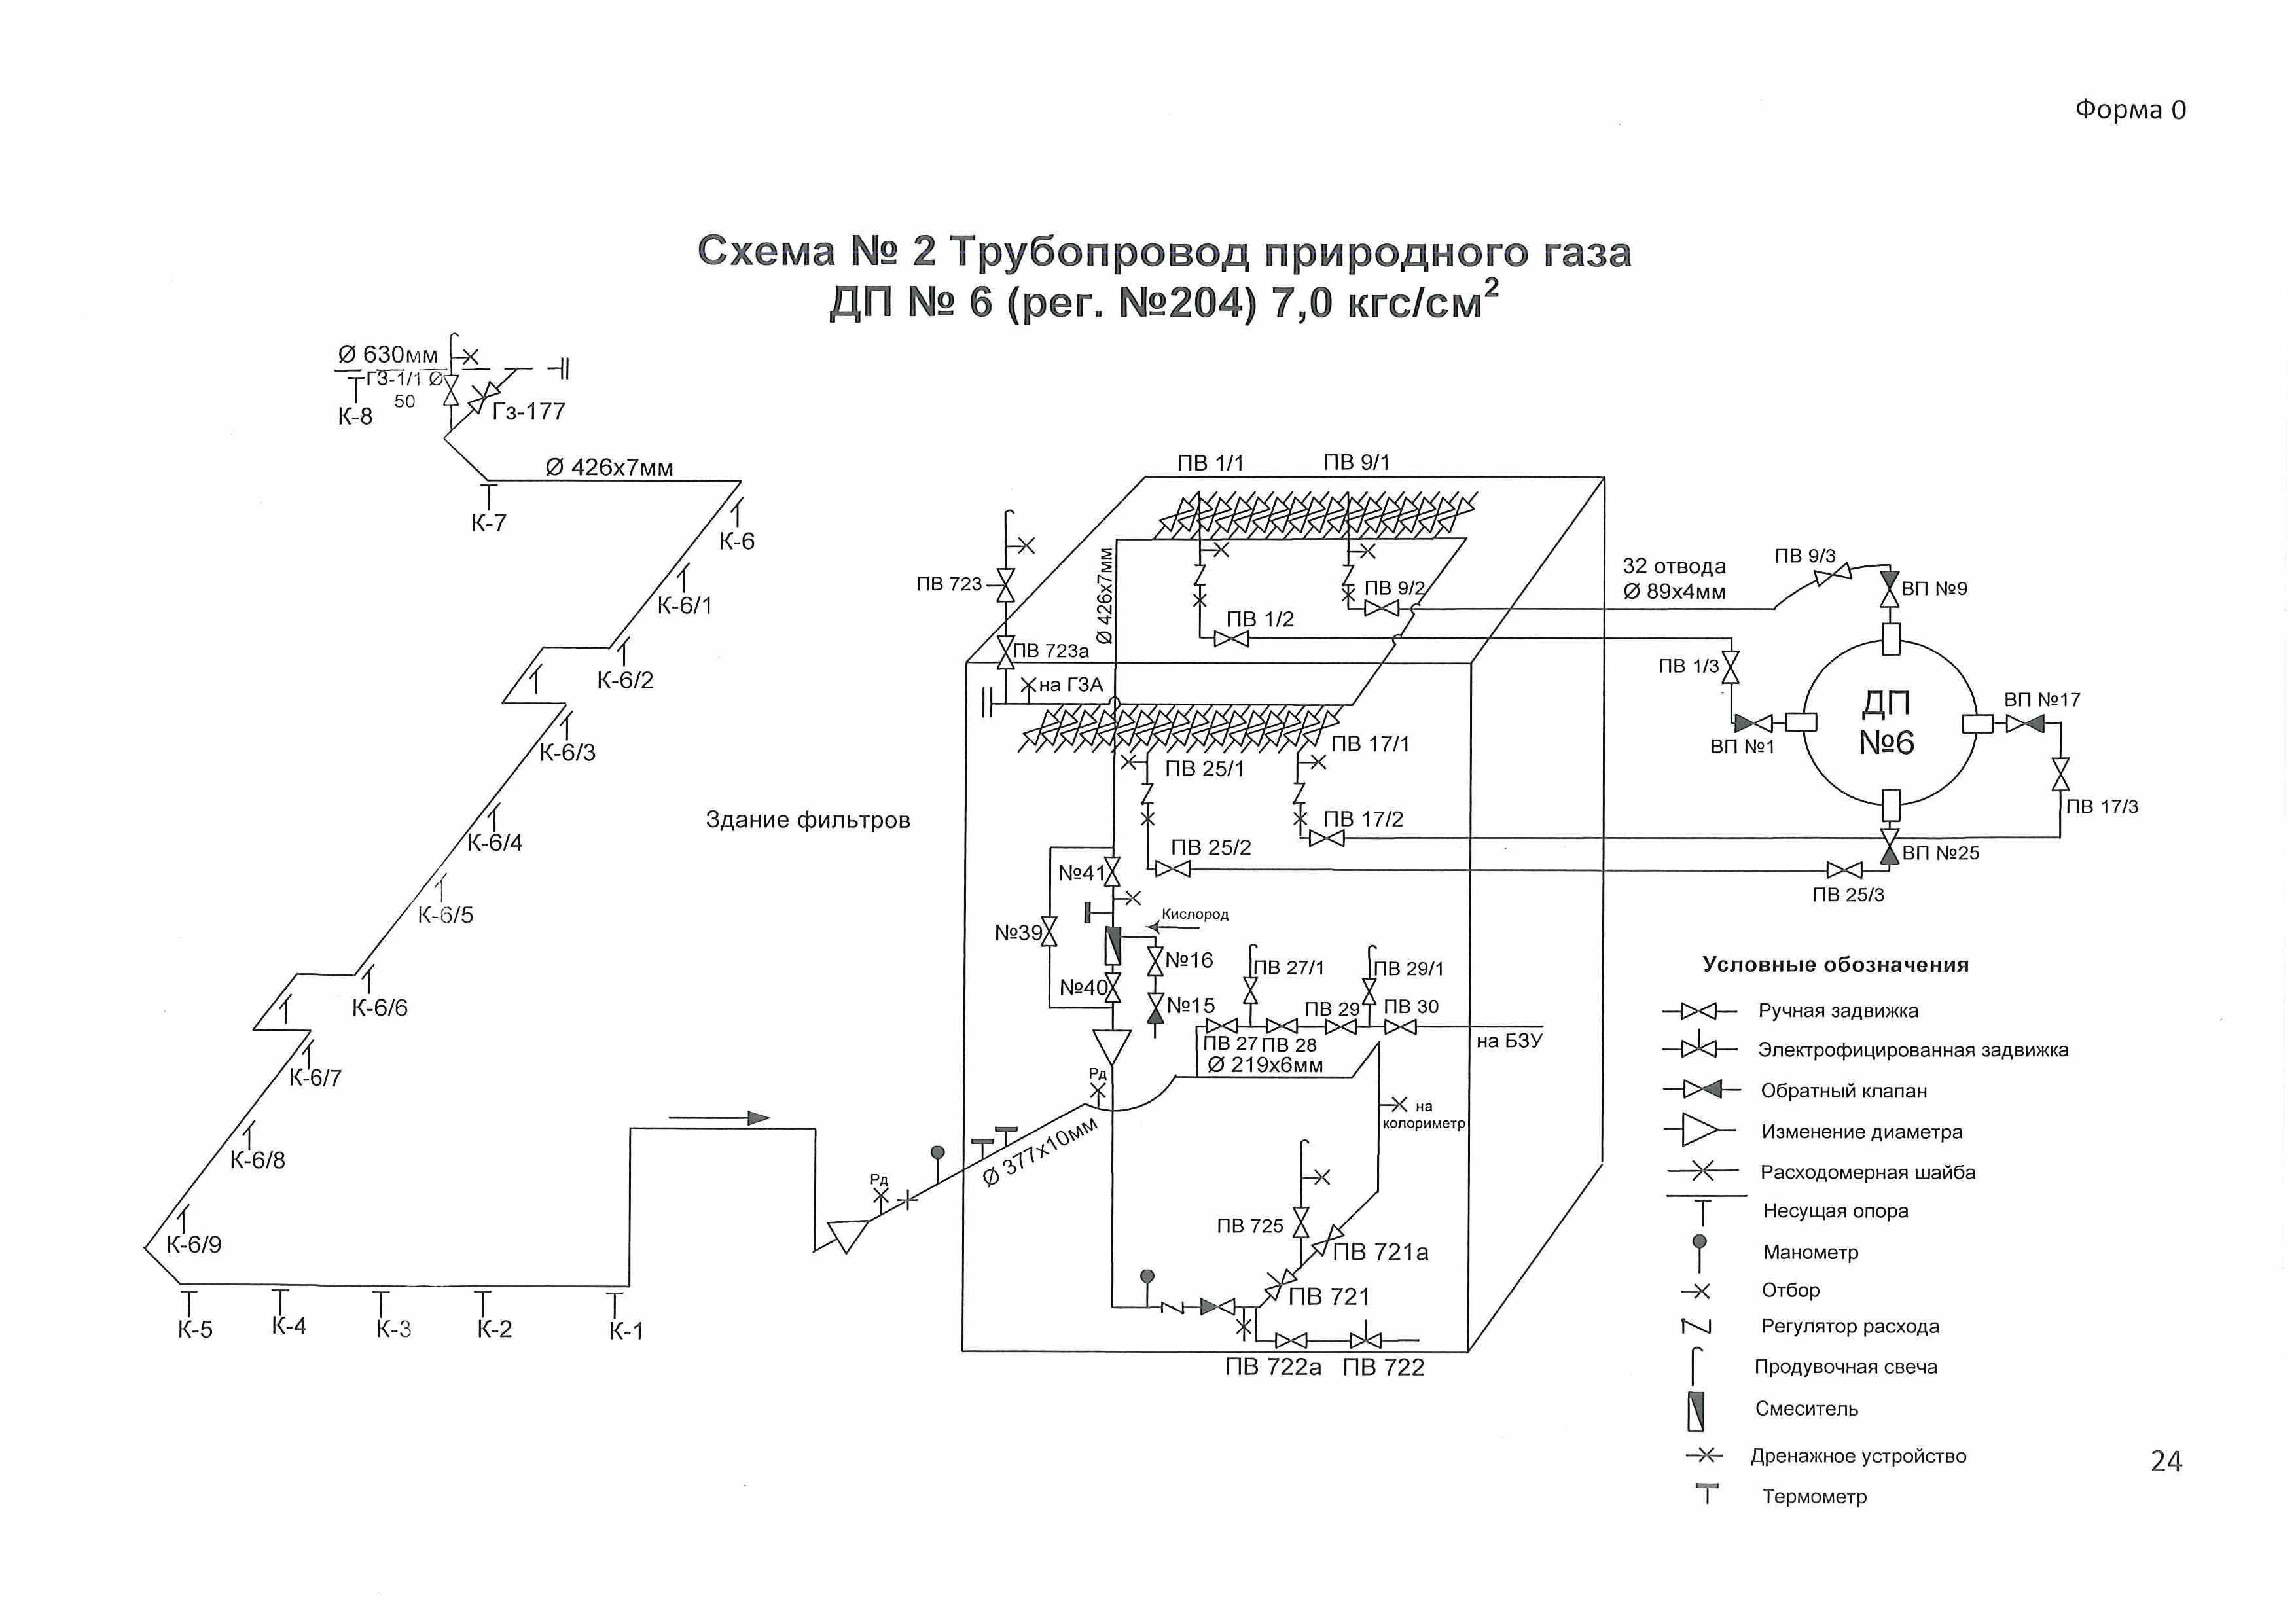 Форма 0
Схема № 2 Трубопровод природного газа
ДП № 6 (рег. №204) 7,0 кгс/см²
Ø 630мм
ГЗ-1/1 Ø
50
К-8
Гз-177
Ø 426х7мм
К-7
К-6
К-6/1
К-6/2
К-6/3
К-6/4
К-6/5
К-6/6
К-6/7
К-6/8
К-6/9
К-5
К-4
К-3
К-2
К-1
Здание фильтров
ПВ 1/1
ПВ 9/1
ПВ 723
Ø 426х7мм
ПВ 9/2
ПВ 1/2
ПВ 723а
на ГЗА
32 отвода
Ø 89х4мм
ПВ 9/3
ВП №9
ПВ 1/3
ВП №1
ДП
№6
ВП №17
ПВ 17/3
ВП №25
ПВ 25/3
ПВ 17/1
ПВ 25/1
ПВ 17/2
ПВ 25/2
№41
Кислород
№39
№16
№40
№15
ПВ 27/1
ПВ 29/1
ПВ 29
ПВ 30
ПВ 27
ПВ 28
на БЗУ
Ø 219х6мм
Рд
Ø 377х10мм
Рд
на
колориметр
ПВ 725
ПВ 721а
ПВ 721
ПВ 722а
ПВ 722
Условные обозначения
Ручная задвижка
Электрофицированная задвижка
Обратный клапан
Изменение диаметра
Расходомерная шайба
Несущая опора
Манометр
Отбор
Регулятор расхода
Продувочная свеча
Смеситель
Дренажное устройство
Термометр
24